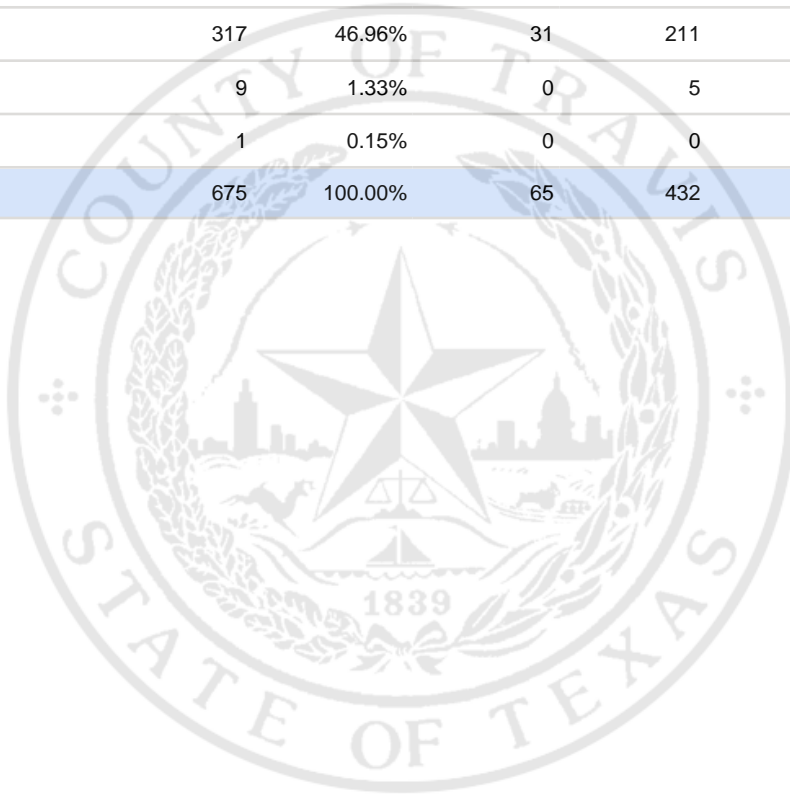 317 46.96% 31 211
9 1.33% 0 5
1 0.15% 0 0
675 100.00% 65 432
COUNTY OF TRAVIS
1839
STATE OF TEXAS